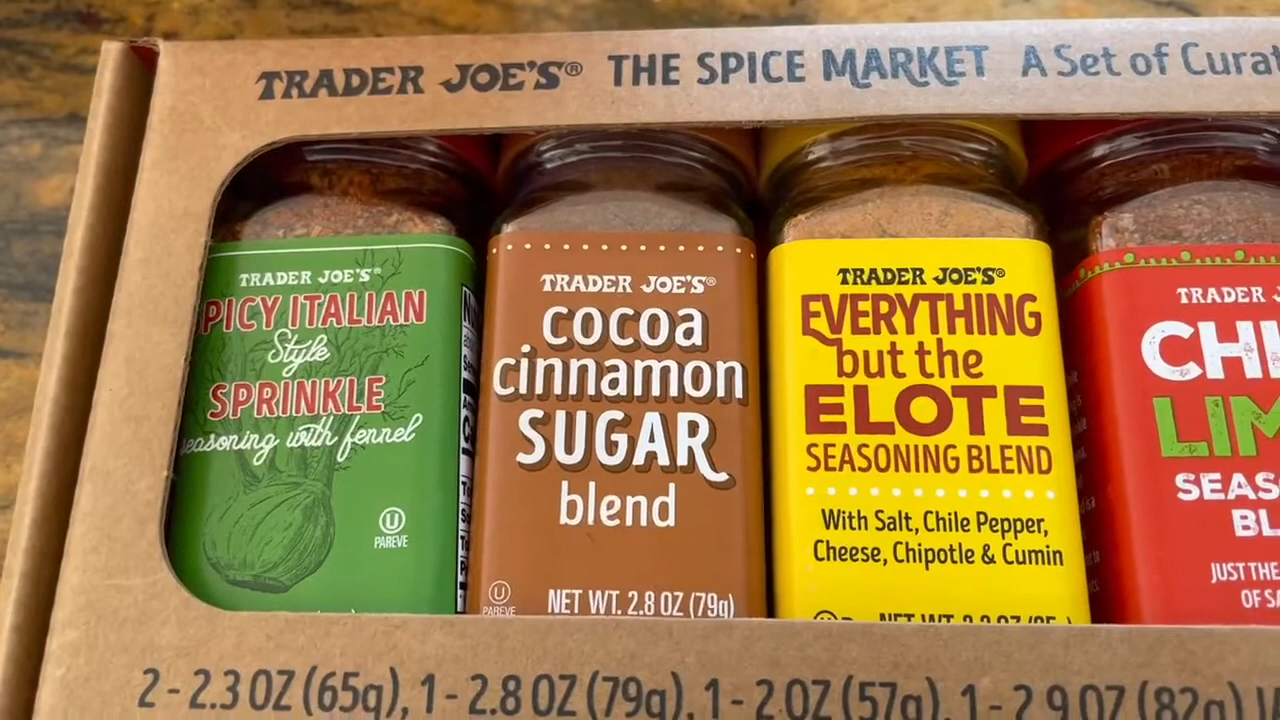 TRADER JOE'S® THE SPICE MARKET A Set of Curat
TRADER JOE'S®
PICY ITALIAN
Style
SPRINKLE
easoning with fennel
U
PAREVE
TRADER JOE'S®
cocoa
cinnamon
SUGAR
blend
U
PAREVE
NET WT. 2.8 OZ (79g)
TRADER JOE'S®
EVERYTHING
but the
ELOTE
SEASONING BLEND
With Salt, Chile Pepper,
Cheese, Chipotle & Cumin
NET WT.
TRADER J
CHI
LIM
SEAS
BL
JUST THE
OF SA
2 - 2.3 OZ (65g), 1 - 2.8 OZ (79g), 1 - 2 OZ (57g), 1 - 2.9 OZ (82g)